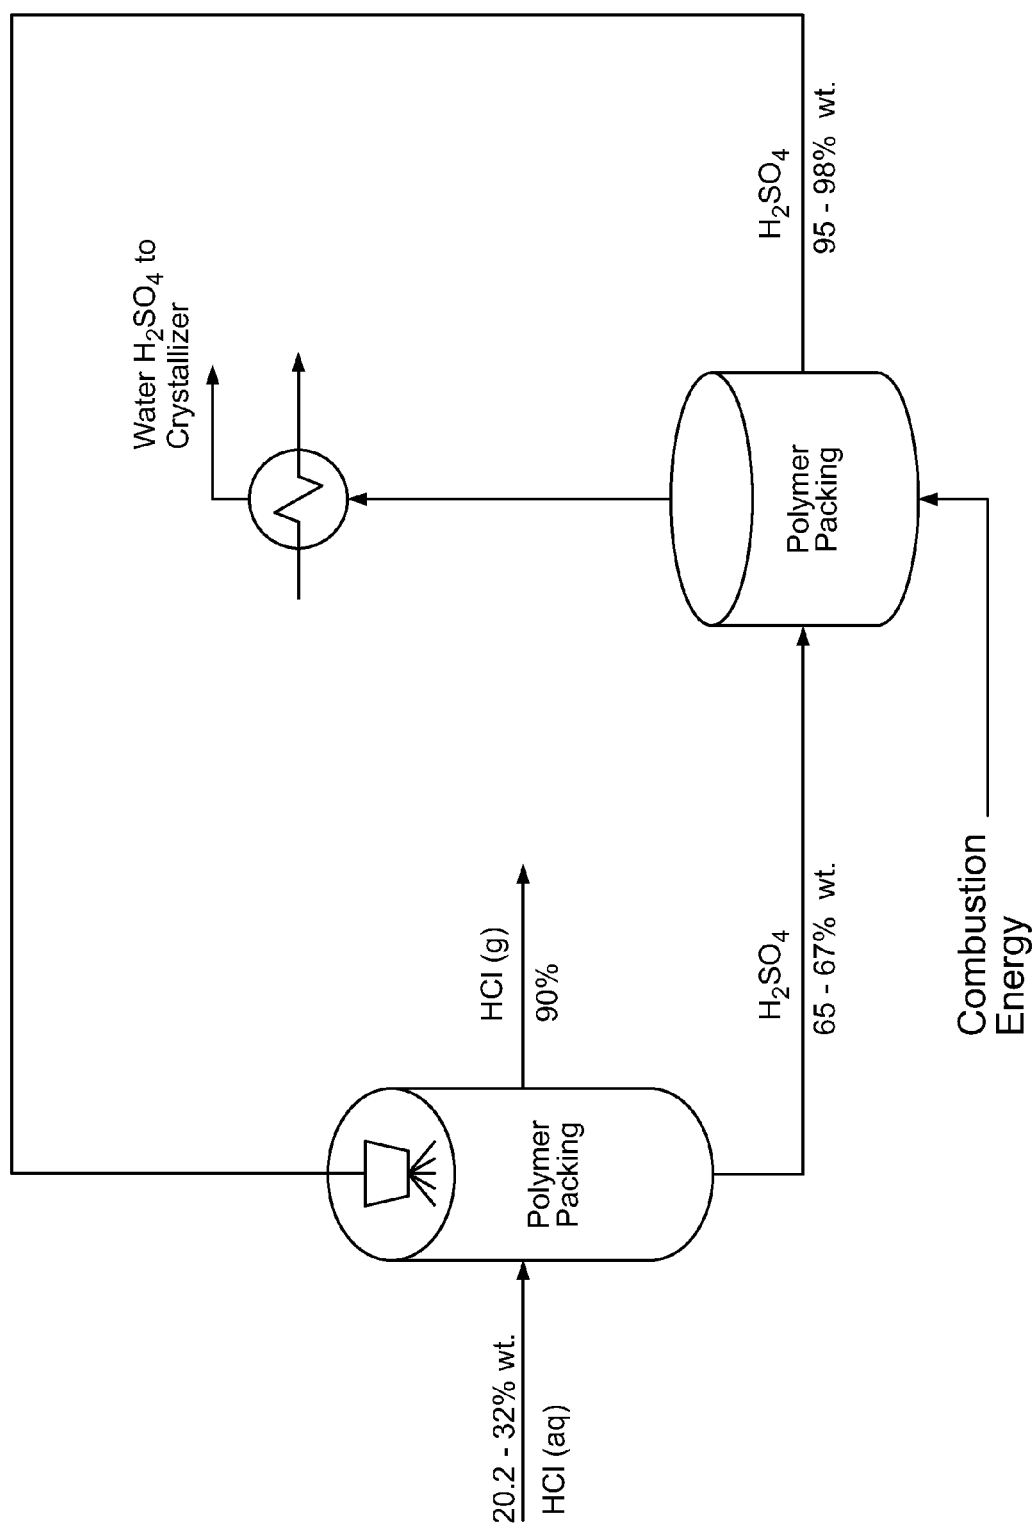 20.2 - 32% wt.
HCl (aq)
Polymer
Packing
HCl (g)
90%
H₂SO₄
65 - 67% wt.
Combustion
Energy
Polymer
Packing
Water H₂SO₄ to
Crystallizer
H₂SO₄
95 - 98% wt.